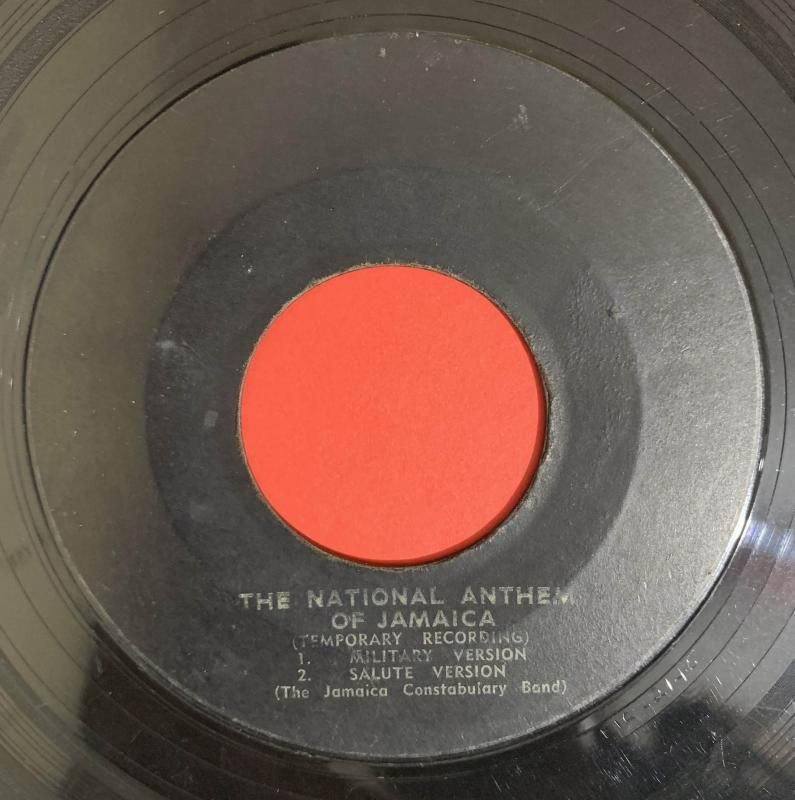 THE NATIONAL ANTHEM
OF JAMAICA
(TEMPORARY RECORDING)
1. MILITARY VERSION
2. SALUTE VERSION
(The Jamaica Constabulary Band)